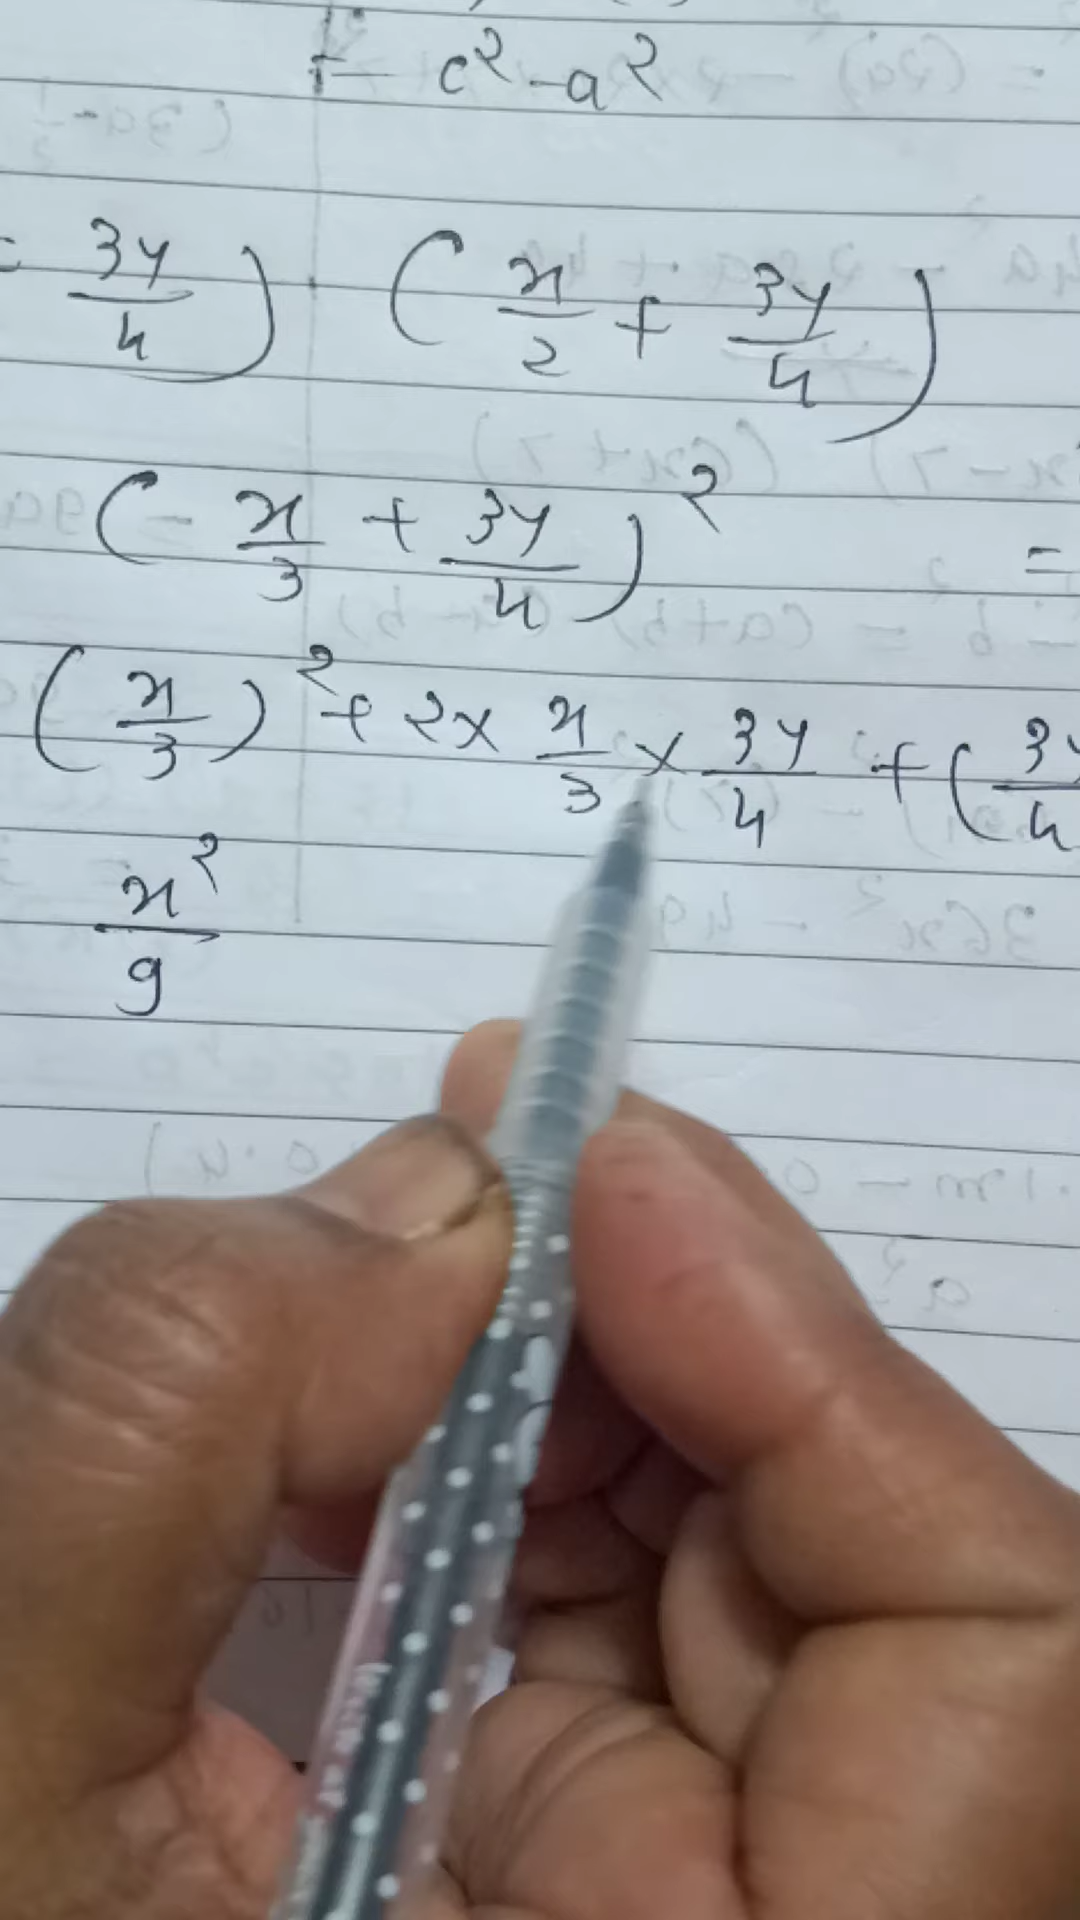 - c² - a²
= 3y/4) (x/2 + 3y/4)
(x/3 + 3y/4)² =
(x/3)² + 2 × x/3 × 3y/4 + (3y/4
x²/9